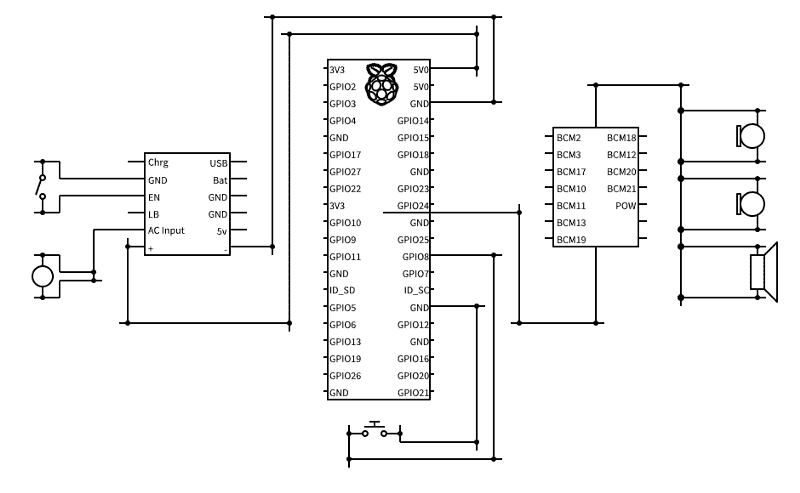 Chrg USB
GND Bat
EN GND
LB GND
AC Input 5v
+ -
3V3 5V0
GPIO2 5V0
GPIO3 GND
GPIO4 GPIO14
GND GPIO15
GPIO17 GPIO18
GPIO27 GND
GPIO22 GPIO23
3V3 GPIO24
GPIO10 GND
GPIO9 GPIO25
GPIO11 GPIO8
GND GPIO7
ID_SD ID_SC
GPIO5 GND
GPIO6 GPIO12
GPIO13 GND
GPIO19 GPIO16
GPIO26 GPIO20
GND GPIO21
BCM2 BCM18
BCM3 BCM12
BCM17 BCM20
BCM10 BCM21
BCM11 POW
BCM13
BCM19